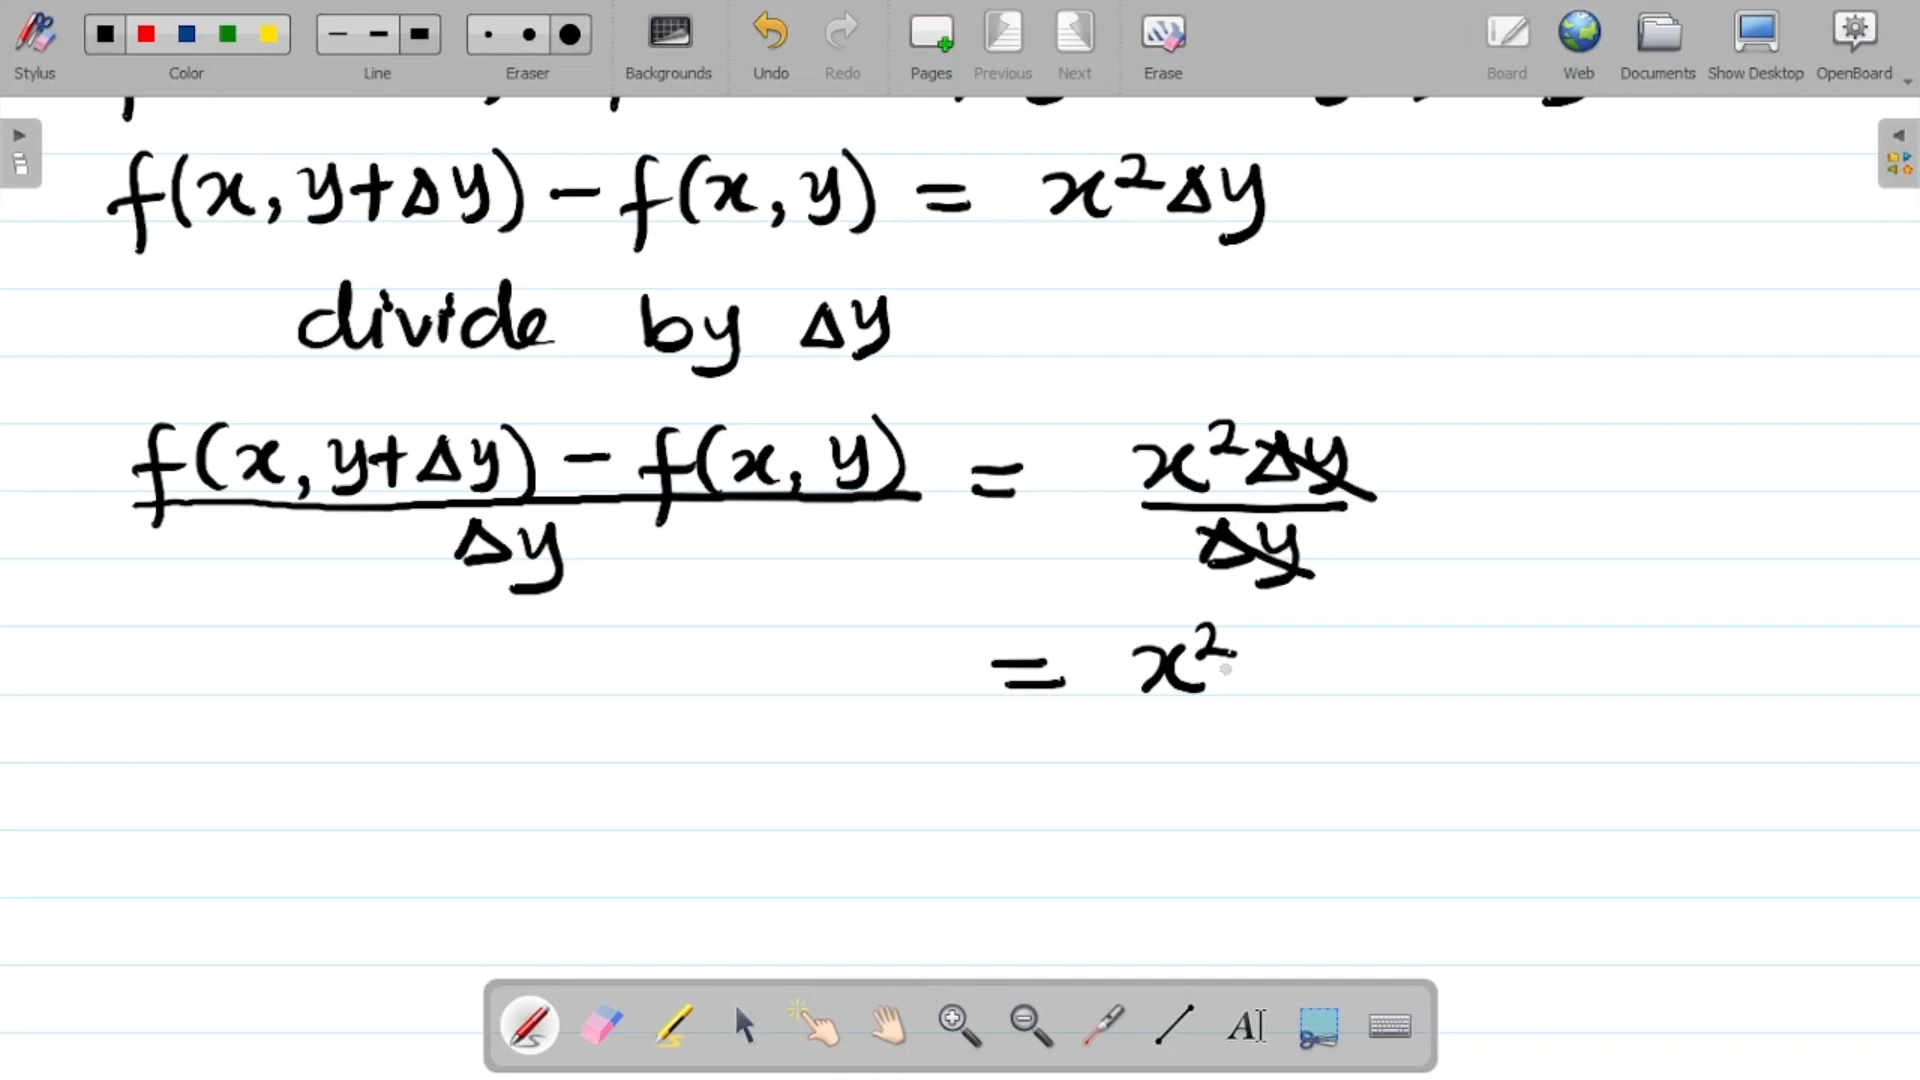 Stylus Color Line Eraser Backgrounds Undo Redo Pages Previous Next Erase Board Web Documents Show Desktop OpenBoard
f(x, y+Δy) − f(x, y) = x²Δy
divide by Δy
f(x, y+Δy) − f(x, y) = x²Δy
Δy Δy
= x²